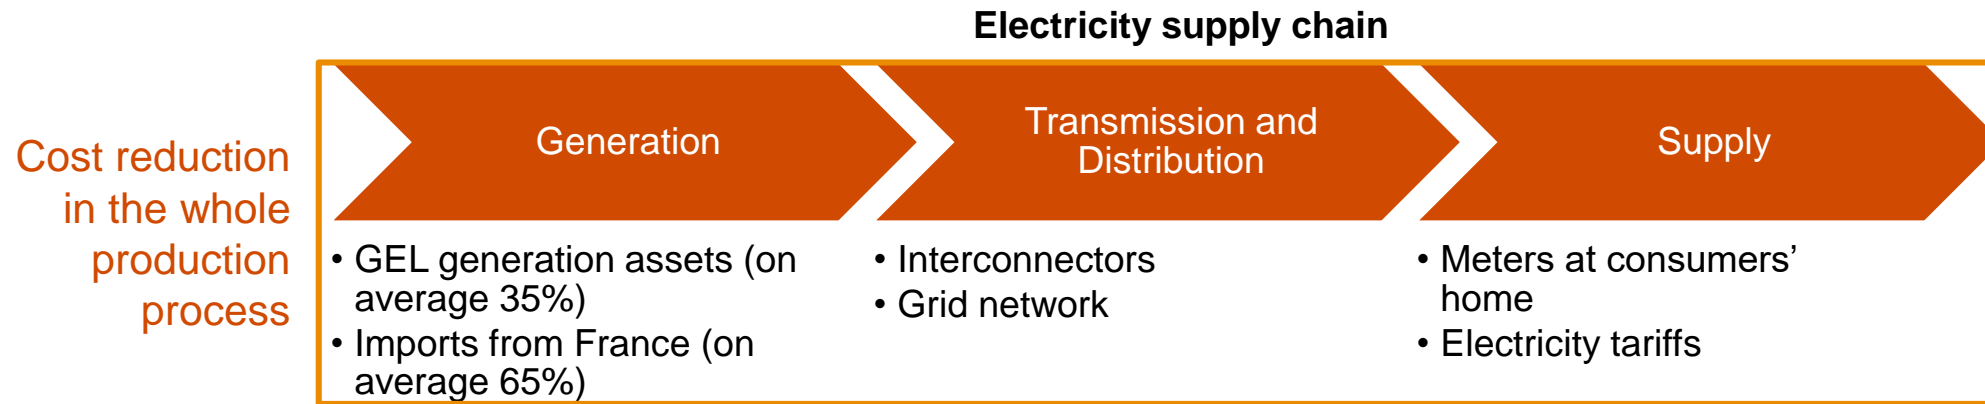 Electricity supply chain
Cost reduction
in the whole
production
process
Generation
Transmission and
Distribution
Supply
• GEL generation assets (on
average 35%)
• Imports from France (on
average 65%)
• Interconnectors
• Grid network
• Meters at consumers’
home
• Electricity tariffs